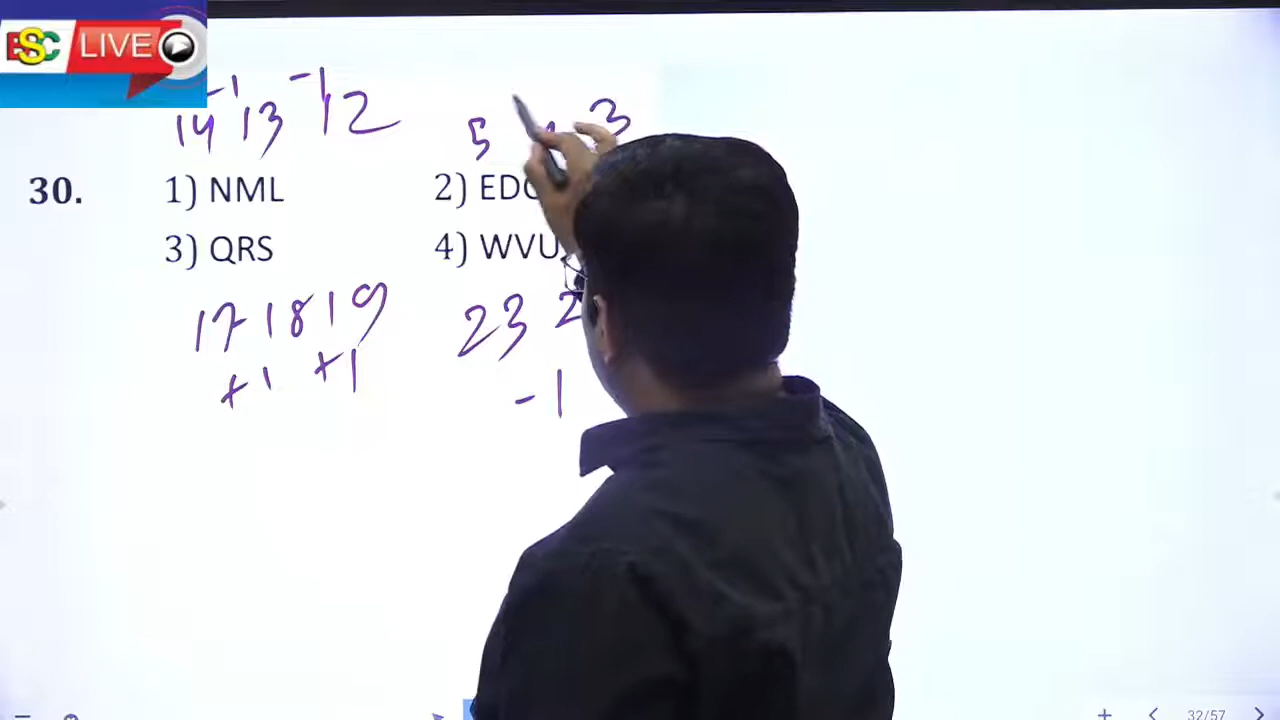 ESC LIVE
-1 -1
14 13 12 5 3
30. 1) NML 2) EDC
3) QRS 4) WVU
17 18 19 23
+1 +1 -1
32/57